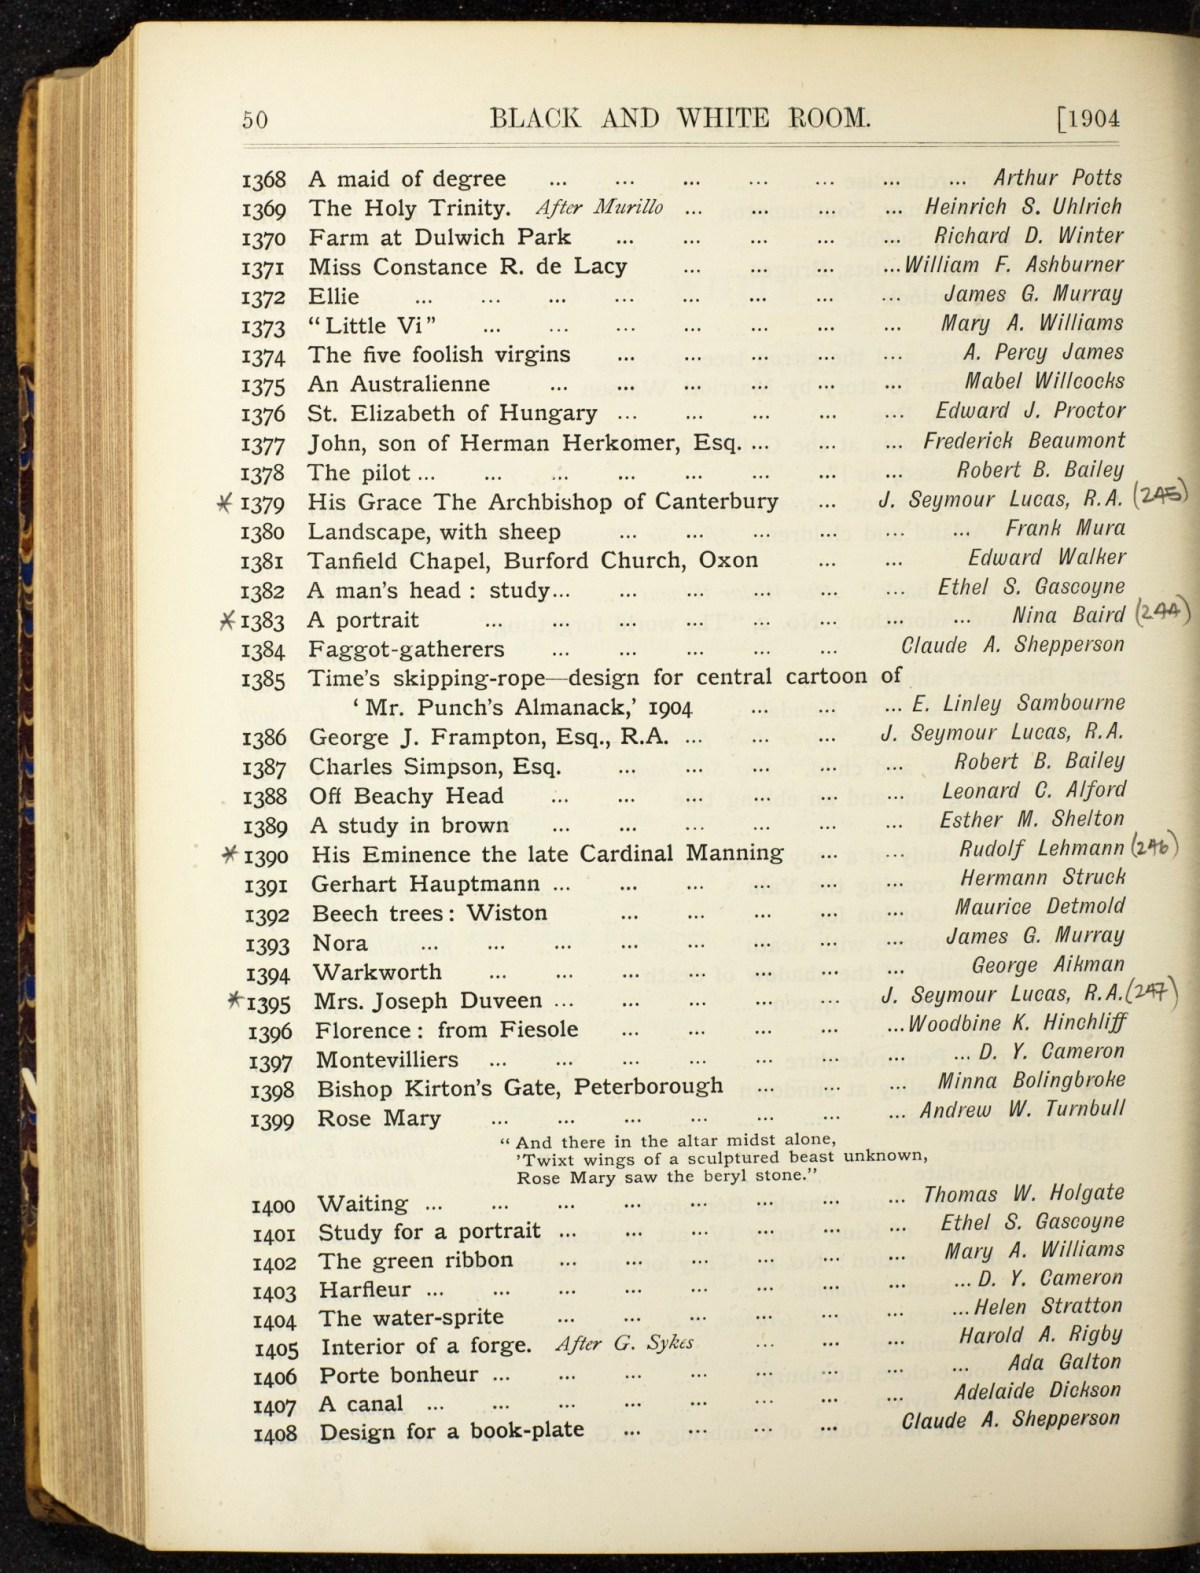 50 BLACK AND WHITE ROOM. [1904
1368 A maid of degree ... ... ... ... ... ... ... Arthur Potts
1369 The Holy Trinity. After Murillo ... ... ... ... Heinrich S. Uhlrich
1370 Farm at Dulwich Park ... ... ... ... ... Richard D. Winter
1371 Miss Constance R. de Lacy ... ... ... ... William F. Ashburner
1372 Ellie ... ... ... ... ... ... ... ... James G. Murray
1373 “Little Vi” ... ... ... ... ... ... ... Mary A. Williams
1374 The five foolish virgins ... ... ... ... ... A. Percy James
1375 An Australienne ... ... ... ... ... ... Mabel Willcocks
1376 St. Elizabeth of Hungary ... ... ... ... ... Edward J. Proctor
1377 John, son of Herman Herkomer, Esq. ... ... ... Frederick Beaumont
1378 The pilot ... ... ... ... ... ... ... ... Robert B. Bailey
* 1379 His Grace The Archbishop of Canterbury ... J. Seymour Lucas, R.A. (245)
1380 Landscape, with sheep ... ... ... ... ... ... Frank Mura
1381 Tanfield Chapel, Burford Church, Oxon ... ... Edward Walker
1382 A man's head : study... ... ... ... ... ... Ethel S. Gascoyne
* 1383 A portrait ... ... ... ... ... ... ... ... Nina Baird (244)
1384 Faggot-gatherers ... ... ... ... ... Claude A. Shepperson
1385 Time's skipping-rope—design for central cartoon of
‘Mr. Punch's Almanack,’ 1904 ... ... ... E. Linley Sambourne
1386 George J. Frampton, Esq., R.A. ... ... ... J. Seymour Lucas, R.A.
1387 Charles Simpson, Esq. ... ... ... ... ... Robert B. Bailey
1388 Off Beachy Head ... ... ... ... ... ... Leonard C. Alford
1389 A study in brown ... ... ... ... ... ... Esther M. Shelton
* 1390 His Eminence the late Cardinal Manning ... ... Rudolf Lehmann (246)
1391 Gerhart Hauptmann ... ... ... ... ... ... Hermann Struck
1392 Beech trees : Wiston ... ... ... ... ... Maurice Detmold
1393 Nora ... ... ... ... ... ... ... ... James G. Murray
1394 Warkworth ... ... ... ... ... ... ... George Aikman
* 1395 Mrs. Joseph Duveen ... ... ... ... ... J. Seymour Lucas, R.A. (247)
1396 Florence : from Fiesole ... ... ... ... ... Woodbine K. Hinchliff
1397 Montevilliers ... ... ... ... ... ... ... ... D. Y. Cameron
1398 Bishop Kirton's Gate, Peterborough ... ... ... Minna Bolingbroke
1399 Rose Mary ... ... ... ... ... ... ... Andrew W. Turnbull
“ And there in the altar midst alone,
'Twixt wings of a sculptured beast unknown,
Rose Mary saw the beryl stone.”
1400 Waiting ... ... ... ... ... ... ... ... Thomas W. Holgate
1401 Study for a portrait ... ... ... ... ... ... Ethel S. Gascoyne
1402 The green ribbon ... ... ... ... ... ... Mary A. Williams
1403 Harfleur ... ... ... ... ... ... ... ... ... D. Y. Cameron
1404 The water-sprite ... ... ... ... ... ... ... Helen Stratton
1405 Interior of a forge. After G. Sykes ... ... ... Harold A. Rigby
1406 Porte bonheur ... ... ... ... ... ... ... ... Ada Galton
1407 A canal ... ... ... ... ... ... ... ... Adelaide Dickson
1408 Design for a book-plate ... ... ... ... Claude A. Shepperson